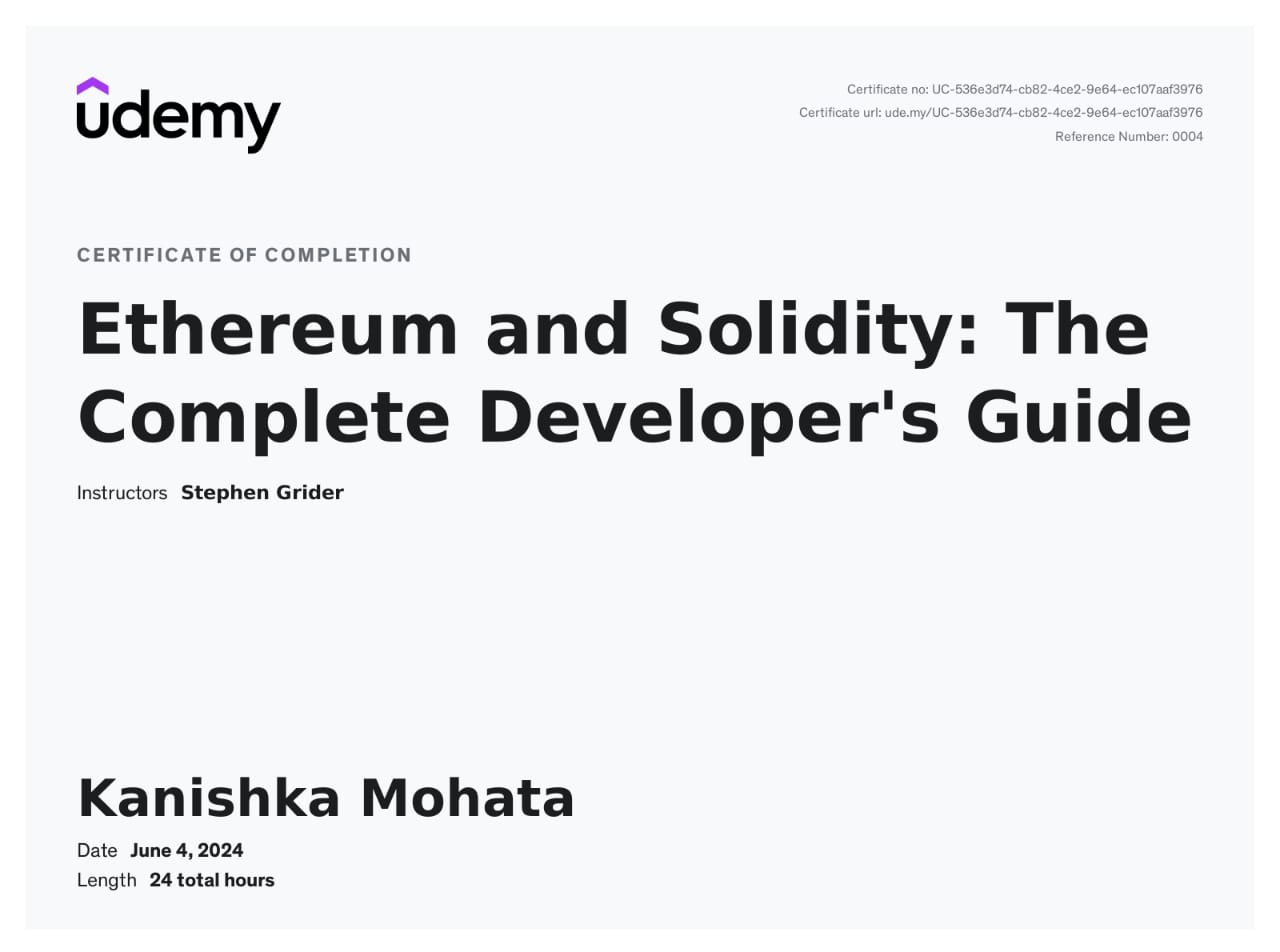 udemy
Certificate no: UC-536e3d74-cb82-4ce2-9e64-ec107aaf3976
Certificate url: ude.my/UC-536e3d74-cb82-4ce2-9e64-ec107aaf3976
Reference Number: 0004
CERTIFICATE OF COMPLETION
Ethereum and Solidity: The
Complete Developer's Guide
Instructors Stephen Grider
Kanishka Mohata
Date June 4, 2024
Length 24 total hours